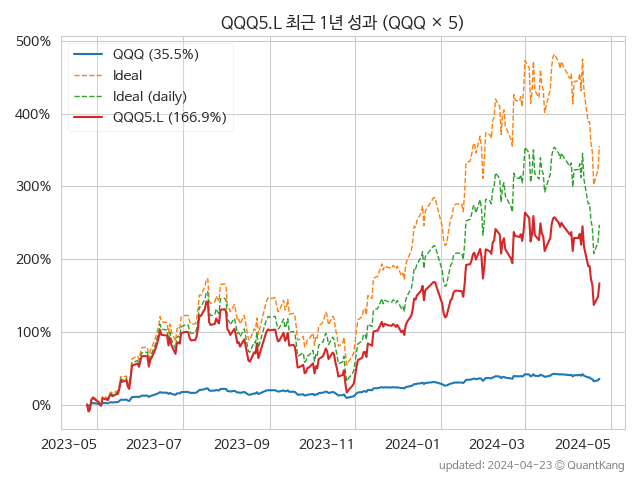 QQQ5.L 최근 1년 성과 (QQQ × 5)
500%
400%
300%
200%
100%
0%
QQQ (35.5%)
Ideal
Ideal (daily)
QQQ5.L (166.9%)
2023-05 2023-07 2023-09 2023-11 2024-01 2024-03 2024-05
updated: 2024-04-23 © QuantKang